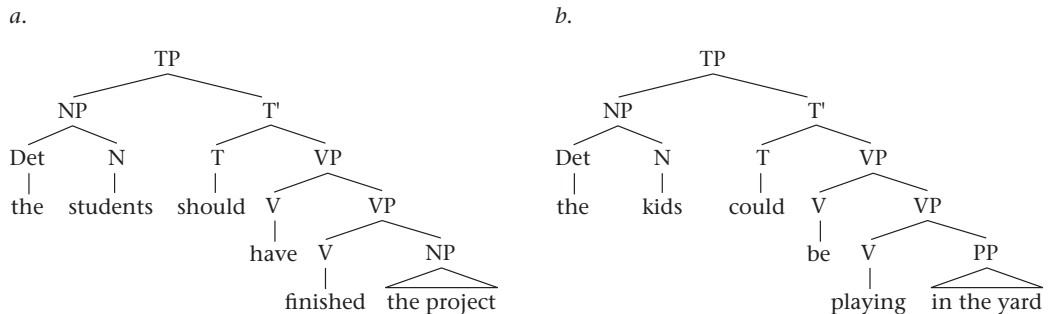 a. b.
TP TP
NP T' NP T'
Det N T VP Det N T VP
the students should V VP the kids could V VP
have V NP be V PP
finished the project playing in the yard